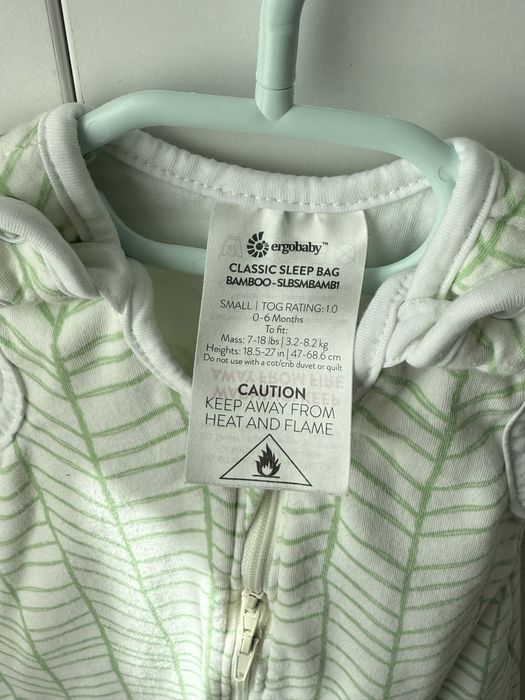 ergobaby™
CLASSIC SLEEP BAG
BAMBOO - SLBSMBAMB1
SMALL | TOG RATING: 1.0
0-6 Months
To fit:
Mass: 7-18 lbs | 3.2-8.2 kg
Heights: 18.5-27 in | 47-68.6 cm
Do not use with a cot/crib duvet or quilt
CAUTION
KEEP AWAY FROM
HEAT AND FLAME